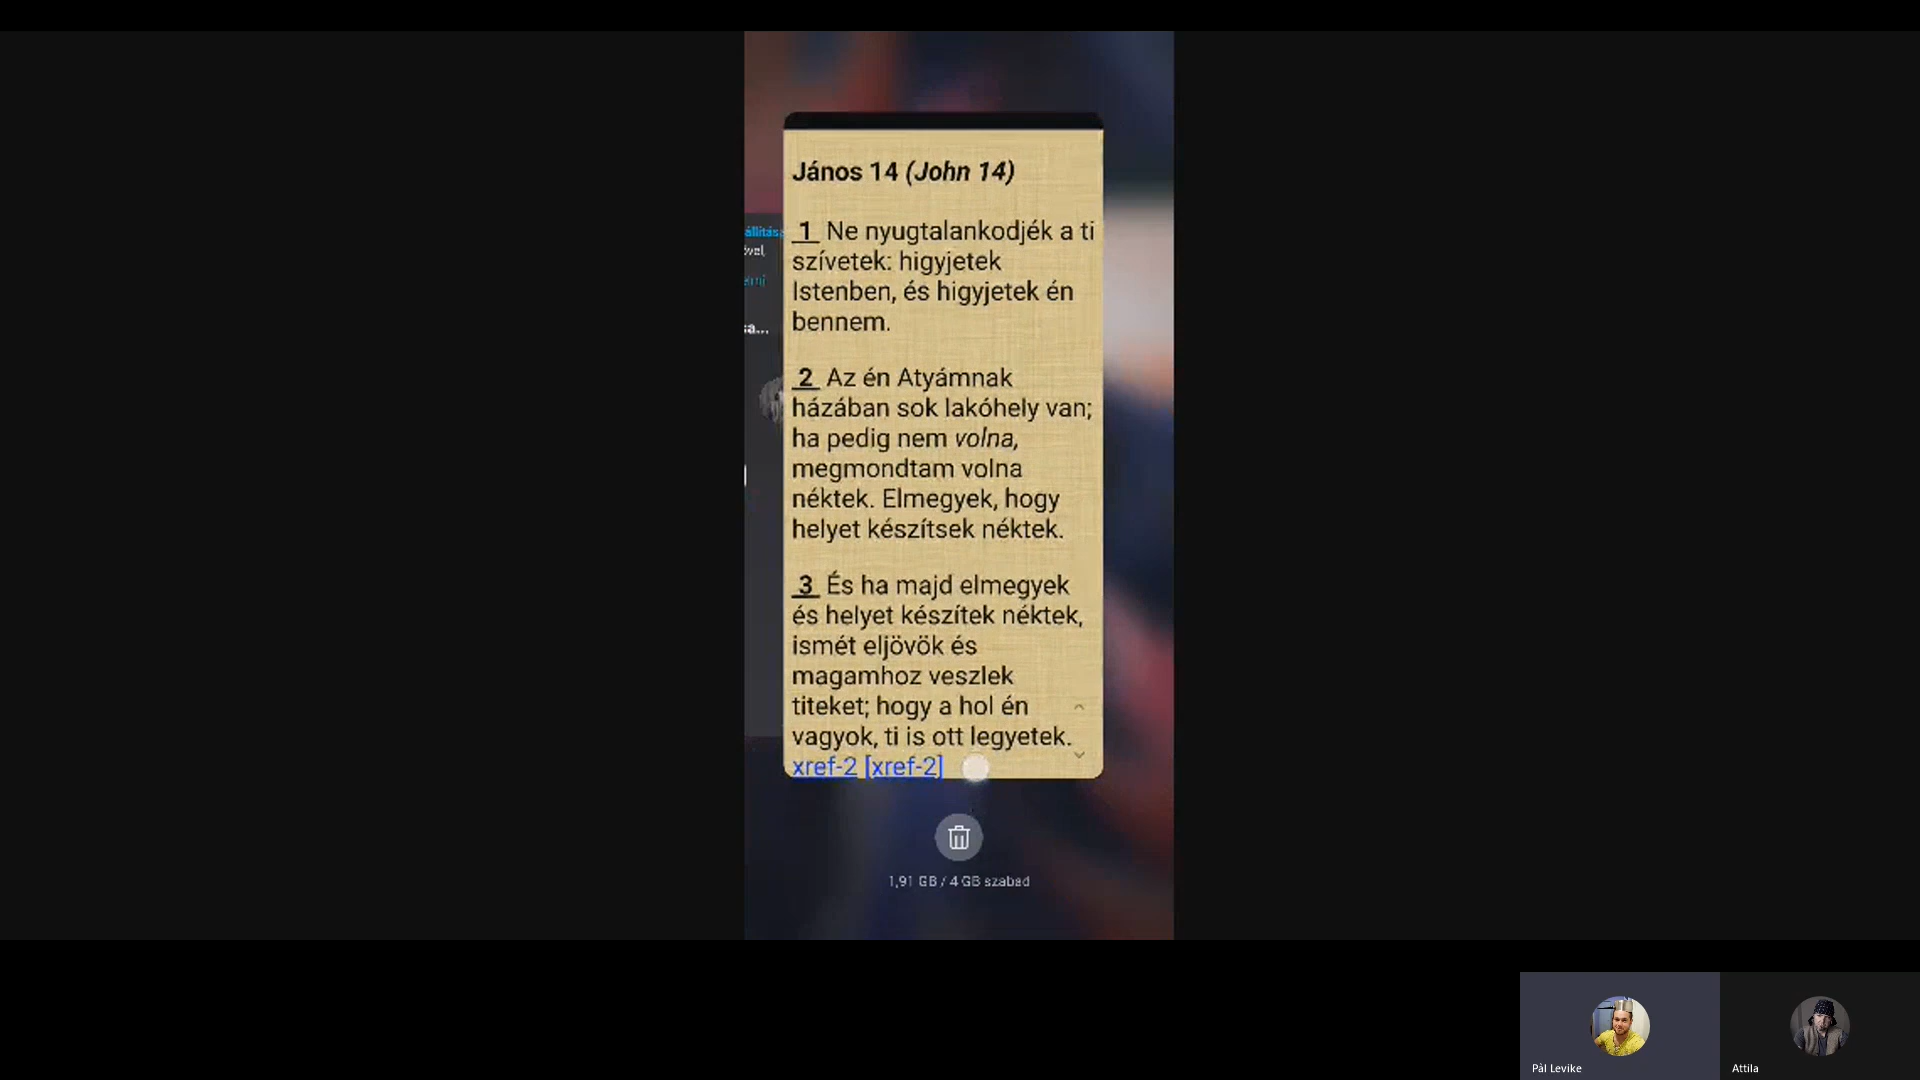 János 14 (John 14)
1 Ne nyugtalankodjék a ti
szívetek: higyjetek
Istenben, és higyjetek én
bennem.
2 Az én Atyámnak
házában sok lakóhely van;
ha pedig nem volna,
megmondtam volna
néktek. Elmegyek, hogy
helyet készítsek néktek.
3 És ha majd elmegyek
és helyet készítek néktek,
ismét eljövök és
magamhoz veszlek
titeket; hogy a hol én
vagyok, ti is ott legyetek.
xref-2 [xref-2]
1,91 GB / 4 GB szabad
Pàl Levike
Attila